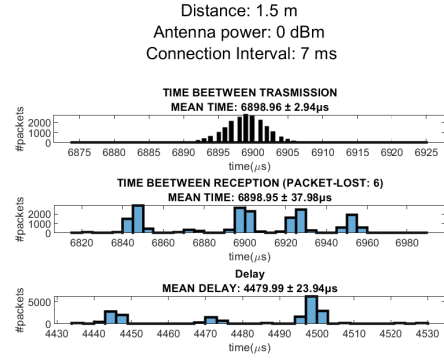 Distance: 1.5 m
Antenna power: 0 dBm
Connection Interval: 7 ms
TIME BEETWEEN TRASMISSION
MEAN TIME: 6898.96 ± 2.94µs
#packets
2000
1000
0
6875 6880 6885 6890 6895 6900 6905 6910 6915 6920 6925
time(µs)
TIME BEETWEEN RECEPTION (PACKET-LOST: 6)
MEAN TIME: 6898.95 ± 37.98µs
#packets
2000
1000
0
6820 6840 6860 6880 6900 6920 6940 6960 6980
time(µs)
Delay
MEAN DELAY: 4479.99 ± 23.94µs
#packets
5000
0
4430 4440 4450 4460 4470 4480 4490 4500 4510 4520 4530
time(µs)